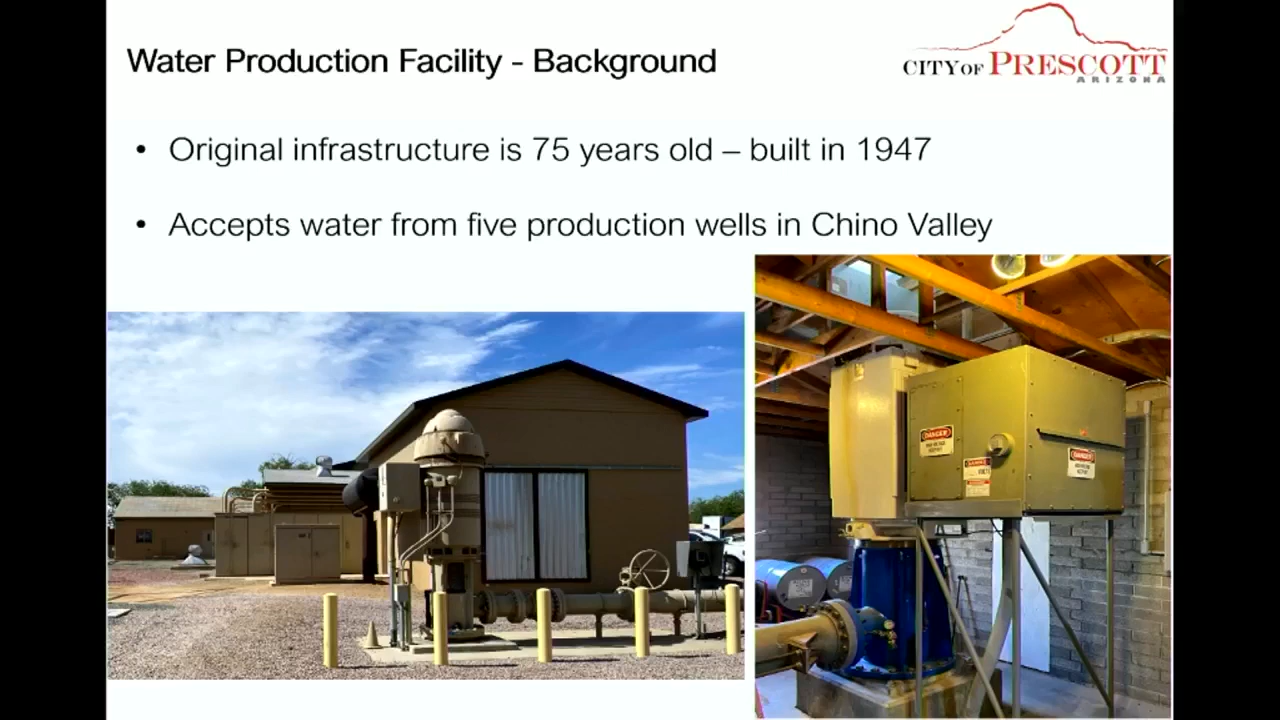 Water Production Facility - Background
CITY OF PRESCOTT
ARIZONA
• Original infrastructure is 75 years old – built in 1947
• Accepts water from five production wells in Chino Valley
DANGER
DANGER